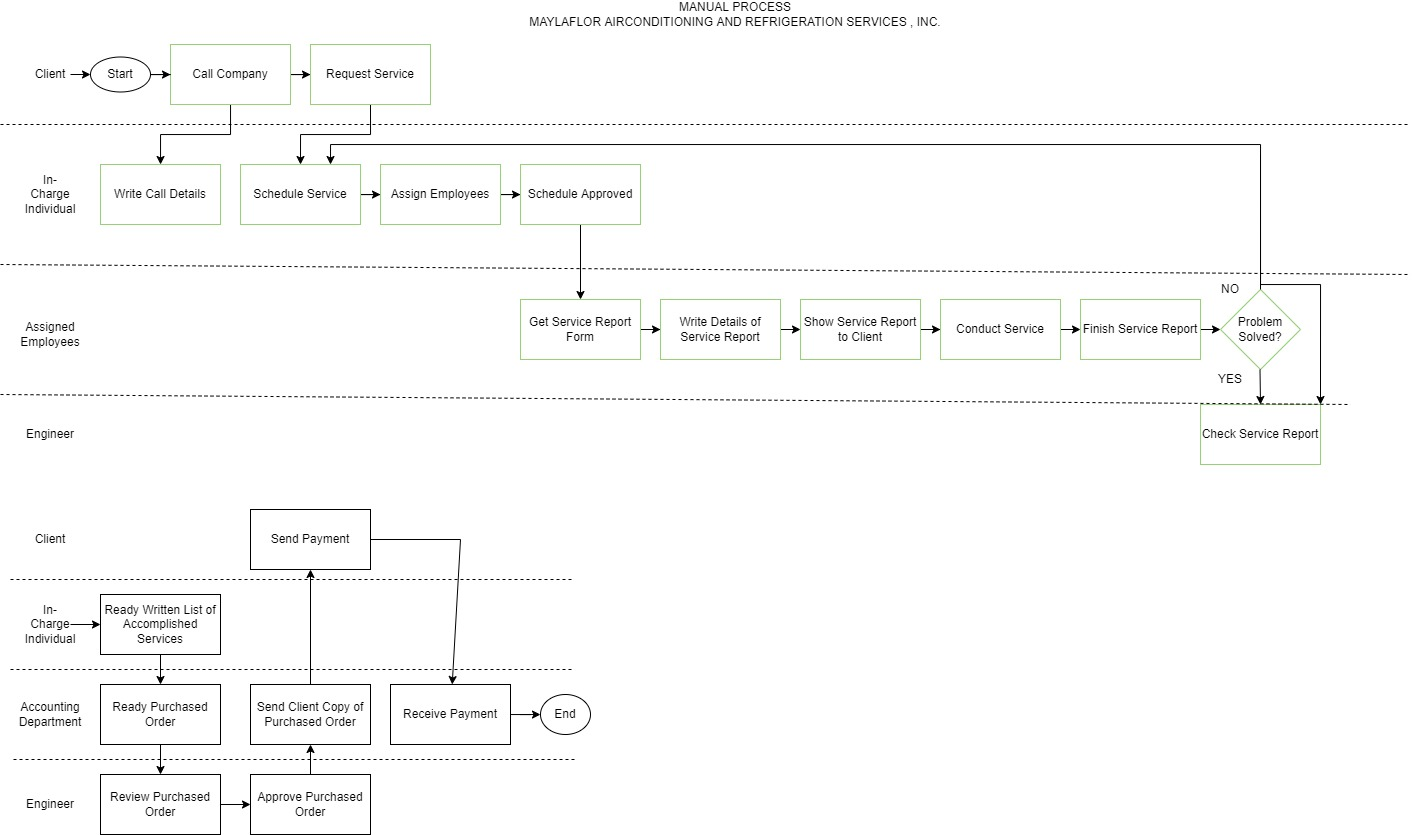 MANUAL PROCESS
MAYLAFLOR AIRCONDITIONING AND REFRIGERATION SERVICES , INC.
Client
Start
Call Company
Request Service
In-
Charge
Individual
Write Call Details
Schedule Service
Assign Employees
Schedule Approved
Assigned
Employees
Get Service Report
Form
Write Details of
Service Report
Show Service Report
to Client
Conduct Service
Finish Service Report
NO
Problem
Solved?
YES
Engineer
Check Service Report
Client
Send Payment
In-
Charge
Individual
Ready Written List of
Accomplished
Services
Accounting
Department
Ready Purchased
Order
Send Client Copy of
Purchased Order
Receive Payment
End
Engineer
Review Purchased
Order
Approve Purchased
Order